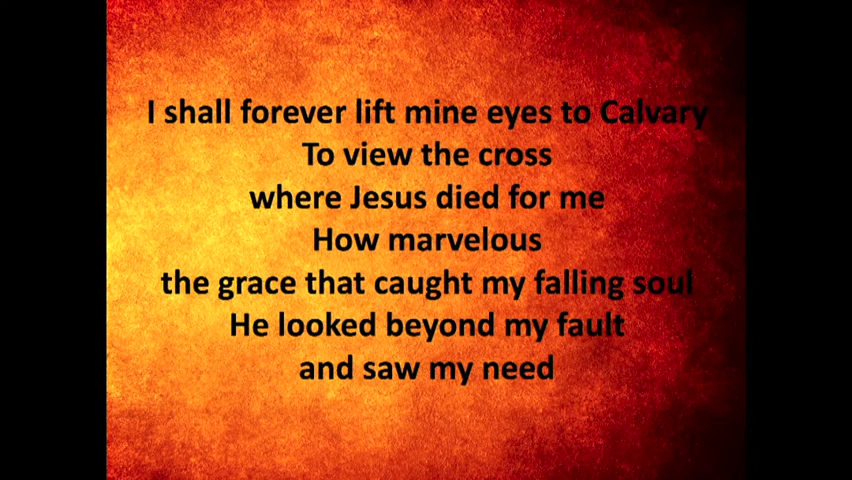 I shall forever lift mine eyes to Calvary
To view the cross
where Jesus died for me
How marvelous
the grace that caught my falling soul
He looked beyond my fault
and saw my need